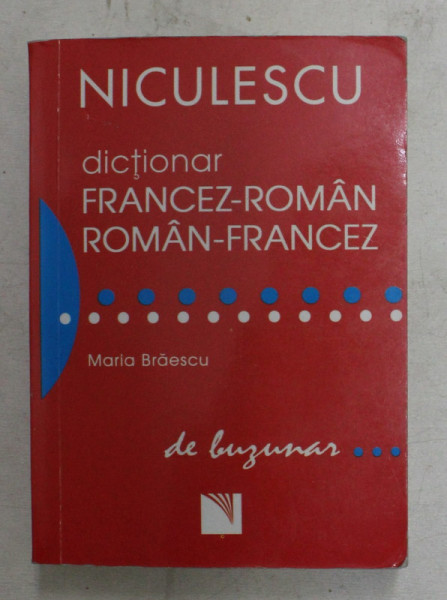 NICULESCU
dicționar
FRANCEZ-ROMÂN
ROMÂN-FRANCEZ
Maria Brăescu
de buzunar...